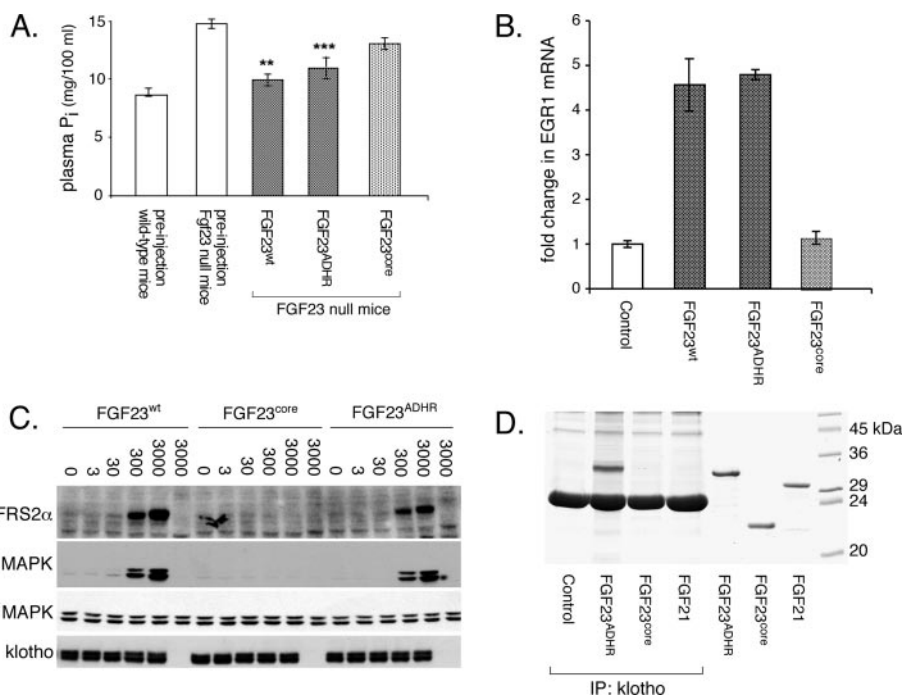 A.
plasma Pi (mg/100 ml)
15
10
5
0
pre-injection
wild-type mice
pre-injection
Fgf23 null mice
**
FGF23wt
***
FGF23ADHR
FGF23core
FGF23 null mice
B.
fold change in EGR1 mRNA
6
5
4
3
2
1
0
Control
FGF23wt
FGF23ADHR
FGF23core
C.
FGF23wt FGF23core FGF23ADHR
0 3 30 300 3000 3000 0 3 30 300 3000 3000 0 3 30 300 3000 3000
FRS2α
MAPK
MAPK
klotho
D.
45 kDa
36
29
24
20
Control
FGF23ADHR
FGF23core
FGF21
FGF23ADHR
FGF23core
FGF21
IP: klotho